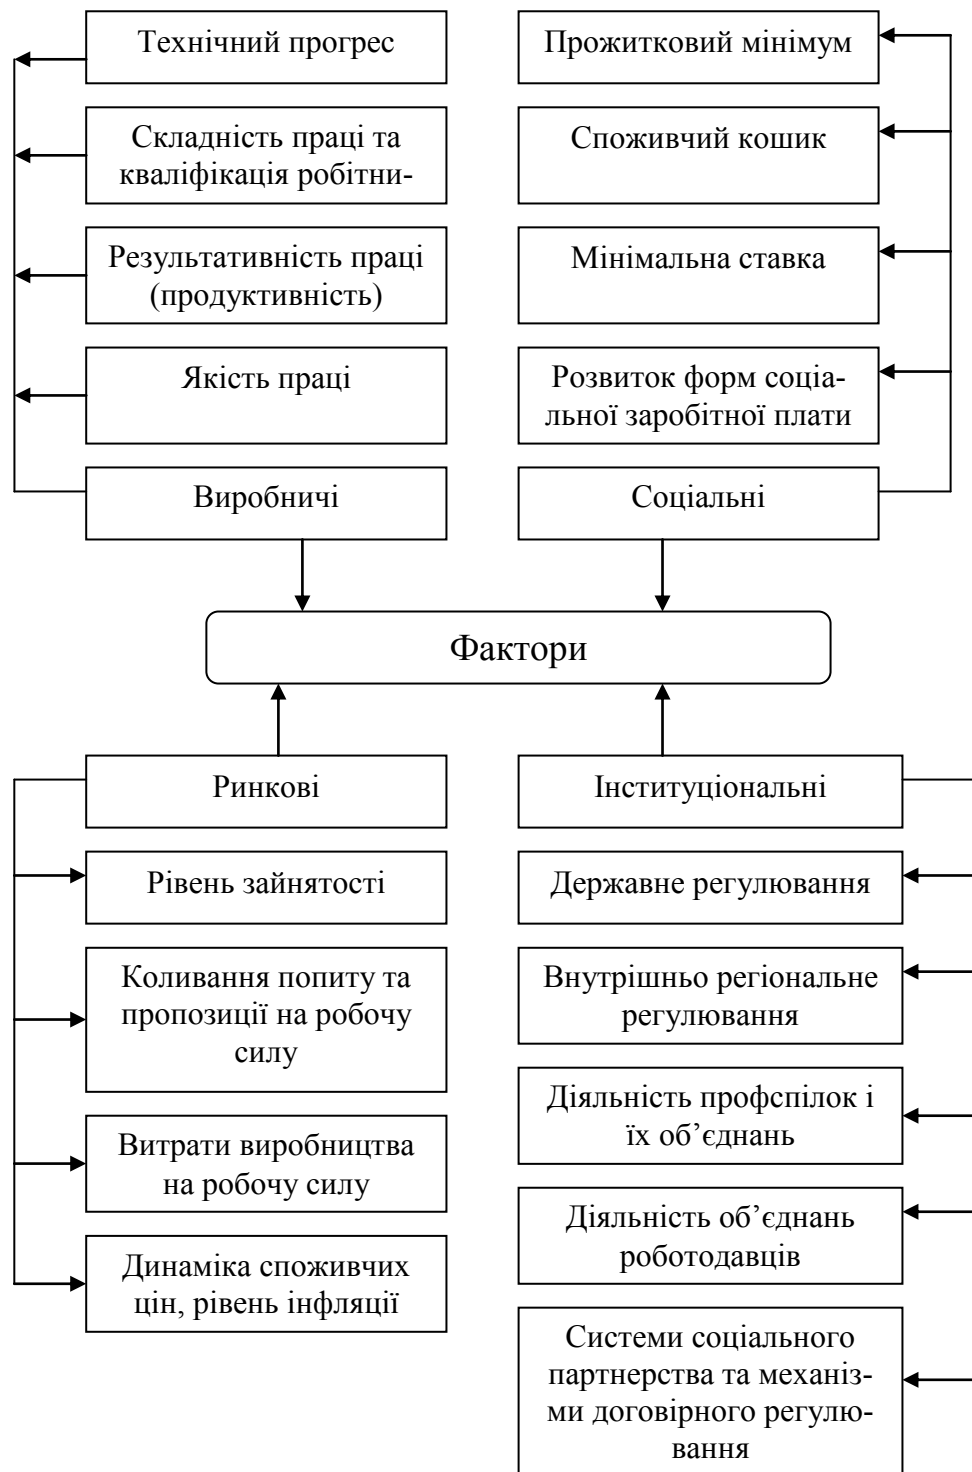 Технічний прогрес
Складність праці та
кваліфікація робітни-
Результативність праці
(продуктивність)
Якість праці
Виробничі
Прожитковий мінімум
Споживчий кошик
Мінімальна ставка
Розвиток форм соціа-
льної заробітної плати
Соціальні
Фактори
Ринкові
Рівень зайнятості
Коливання попиту та
пропозиції на робочу
силу
Витрати виробництва
на робочу силу
Динаміка споживчих
цін, рівень інфляції
Інституціональні
Державне регулювання
Внутрішньо регіональне
регулювання
Діяльність профспілок і
їх об’єднань
Діяльність об’єднань
роботодавців
Системи соціального
партнерства та механіз-
ми договірного регулю-
вання